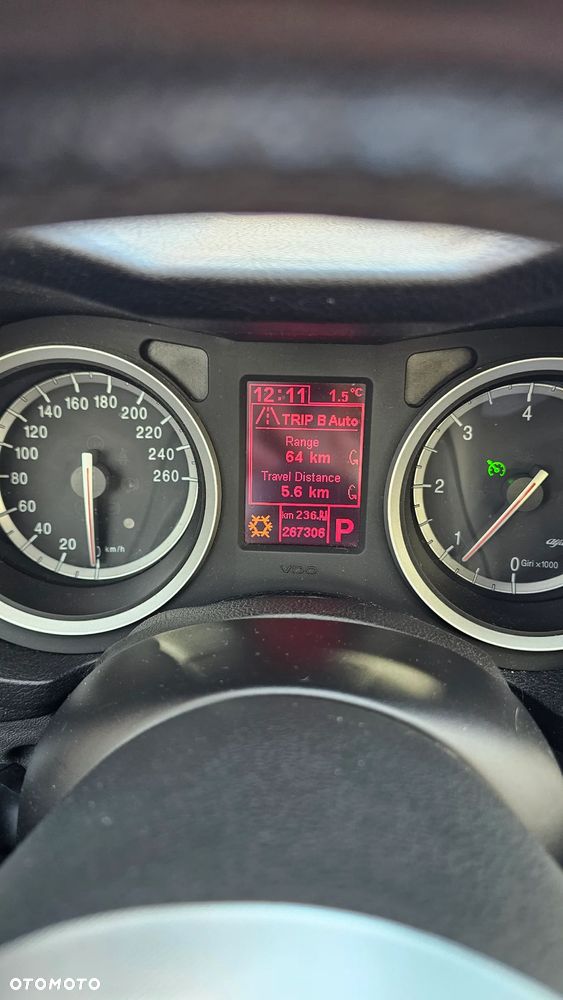 12:11 1.5°C
TRIP B Auto
Range
64 km
Travel Distance
5.6 km
km 236.
267306 P
VDO
0 20 40 60 80 100 120 140 160 180 200 220 240 260
km/h
0 1 2 3 4
Giri x1000
OTOMOTO